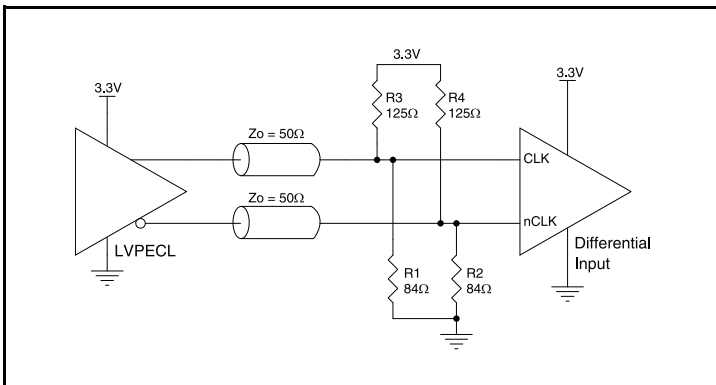 3.3V
3.3V
3.3V
R3
125Ω
R4
125Ω
Zo = 50Ω
CLK
Zo = 50Ω
nCLK
LVPECL
Differential
Input
R1
84Ω
R2
84Ω